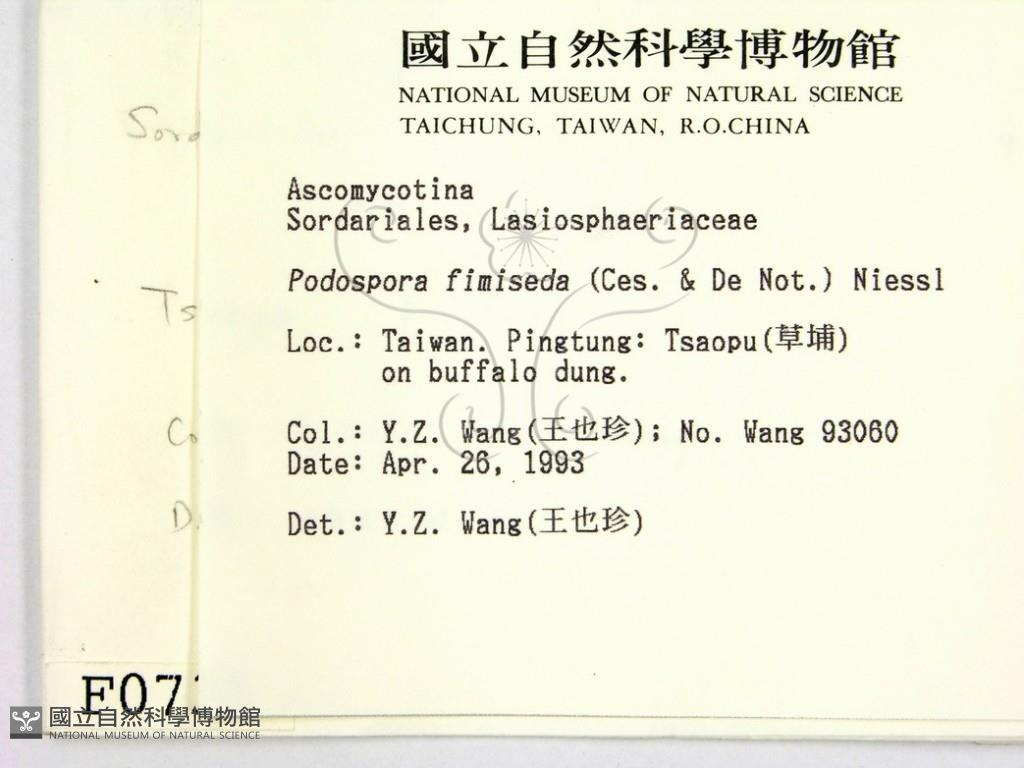 國立自然科學博物館
NATIONAL MUSEUM OF NATURAL SCIENCE
TAICHUNG, TAIWAN, R.O.CHINA
Ascomycotina
Sordariales, Lasiosphaeriaceae
Podospora fimiseda (Ces. & De Not.) Niessl
Loc.: Taiwan. Pingtung: Tsaopu(草埔)
on buffalo dung.
Col.: Y.Z. Wang(王也珍); No. Wang 93060
Date: Apr. 26, 1993
Det.: Y.Z. Wang(王也珍)
國立自然科學博物館
NATIONAL MUSEUM OF NATURAL SCIENCE